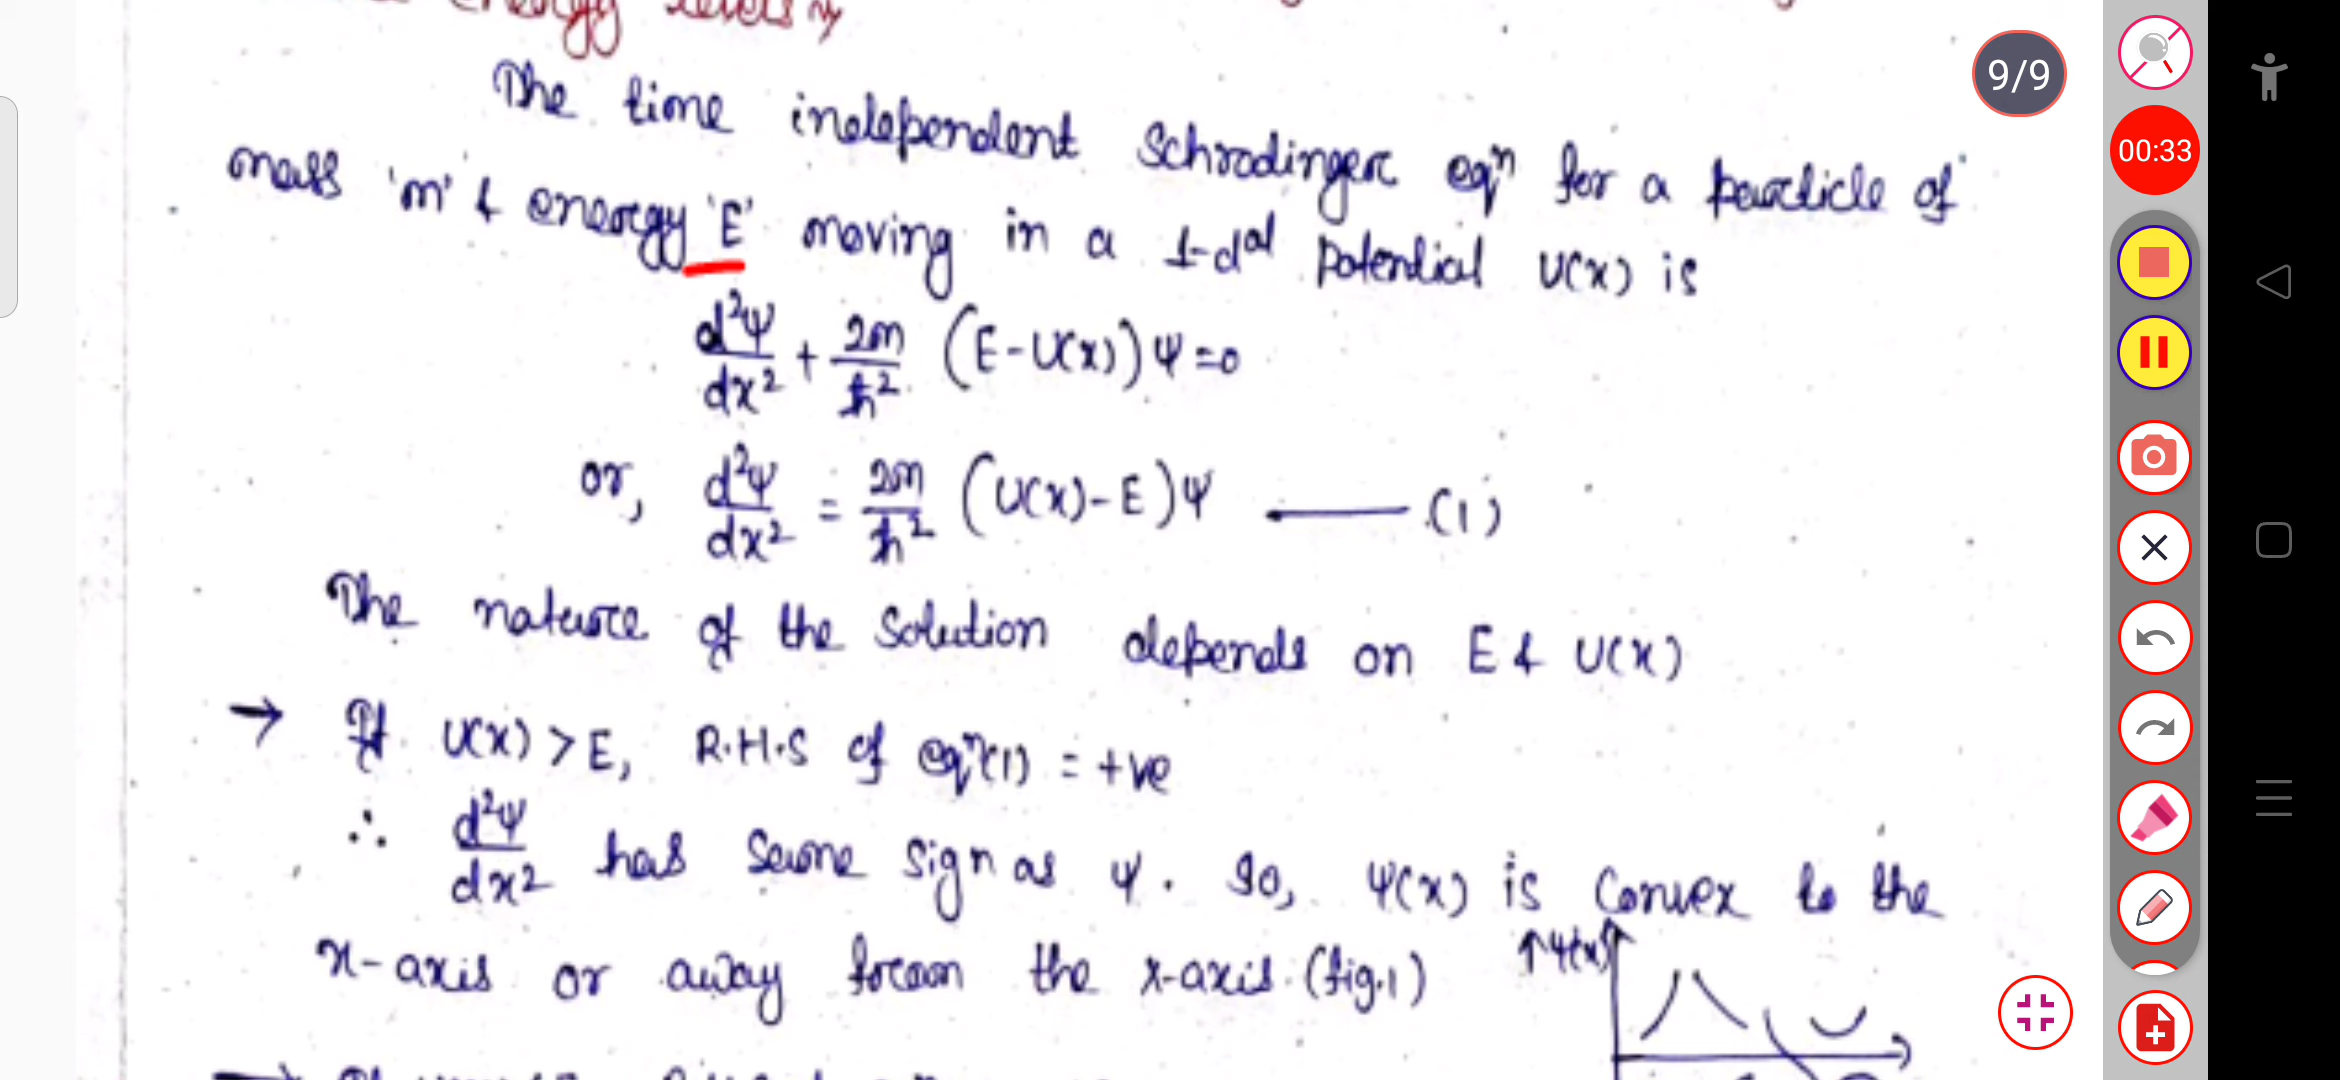 energy levels
The time independent Schrodinger eqⁿ for a particle of
mass 'm' & energy 'E' moving in a 1-dal potential U(x) is
d²ψ/dx² + 2m/ħ² (E-U(x))ψ=0
or, d²ψ/dx² = 2m/ħ² (U(x)-E)ψ —— (1)
The nature of the solution depends on E & U(x)
→ If U(x) > E, R.H.S of eqⁿ(1) = +ve
∴ d²ψ/dx² has same sign as ψ. So, ψ(x) is convex to the
x-axis or away from the x-axis. (fig.1)
↑ψ(x)
9/9
00:33